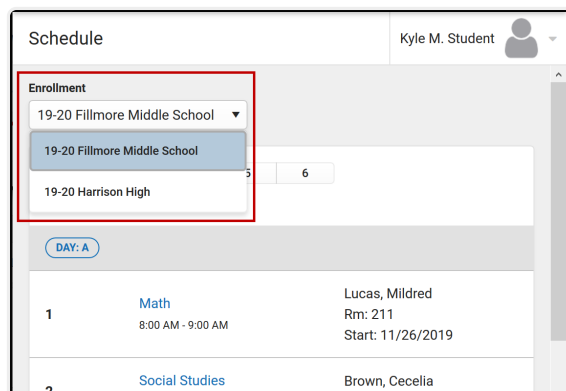 Schedule
Kyle M. Student
Enrollment
19-20 Fillmore Middle School
19-20 Fillmore Middle School
19-20 Harrison High
6
DAY: A
1
Math
8:00 AM - 9:00 AM
Lucas, Mildred
Rm: 211
Start: 11/26/2019
Social Studies
Brown, Cecelia